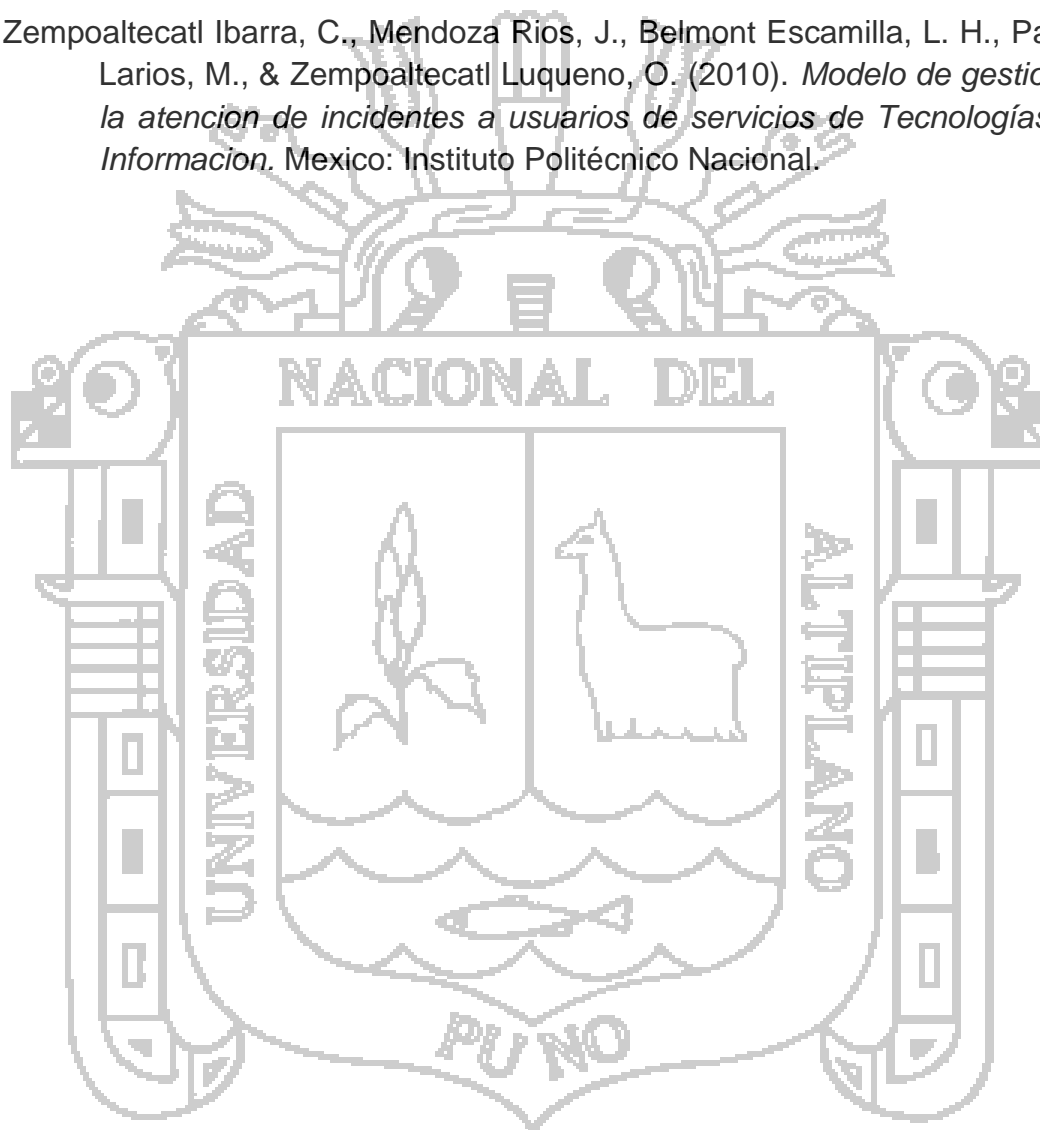 Zempoaltecatl Ibarra, C., Mendoza Rios, J., Belmont Escamilla, L. H., Pa
Larios, M., & Zempoaltecatl Luqueno, O. (2010). Modelo de gestio
la atencion de incidentes a usuarios de servicios de Tecnologías
Informacion. Mexico: Instituto Politécnico Nacional.
NACIONAL DEL
UNIVERSIDAD
ALTIPLANO
PUNO